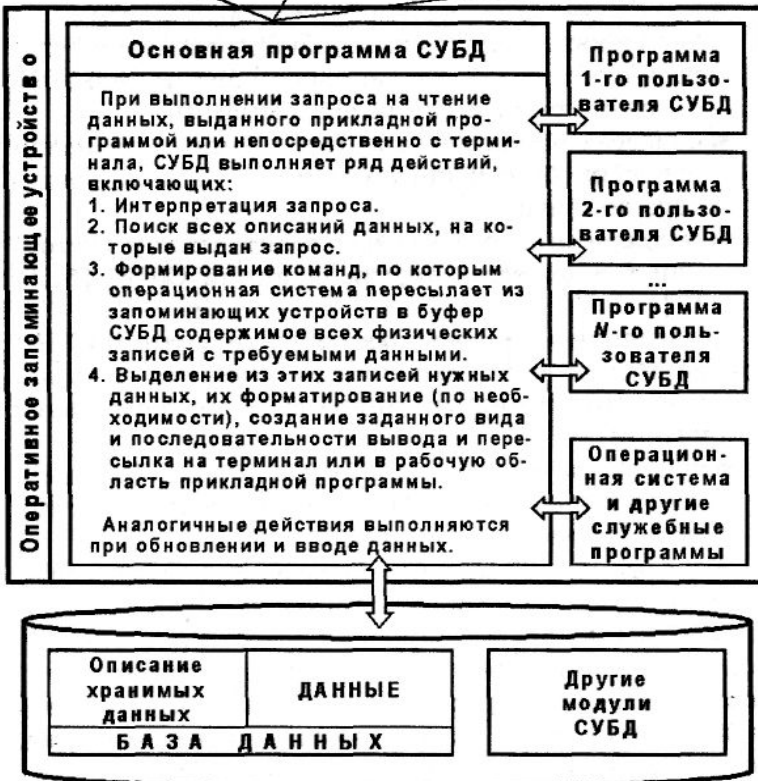 Оперативное запоминающее устройство
Основная программа СУБД
При выполнении запроса на чтение
данных, выданного прикладной про-
граммой или непосредственно с терми-
нала, СУБД выполняет ряд действий,
включающих:
1. Интерпретация запроса.
2. Поиск всех описаний данных, на ко-
торые выдан запрос.
3. Формирование команд, по которым
операционная система пересылает из
запоминающих устройств в буфер
СУБД содержимое всех физических
записей с требуемыми данными.
4. Выделение из этих записей нужных
данных, их форматирование (по необ-
ходимости), создание заданного вида
и последовательности вывода и пере-
сылка на терминал или в рабочую об-
ласть прикладной программы.
Аналогичные действия выполняются
при обновлении и вводе данных.
Программа
1-го пользо-
вателя СУБД
Программа
2-го пользо-
вателя СУБД
...
Программа
N-го поль-
зователя
СУБД
Операцион-
ная система
и другие
служебные
программы
Описание
хранимых
данных
ДАННЫЕ
БАЗА ДАННЫХ
Другие
модули
СУБД